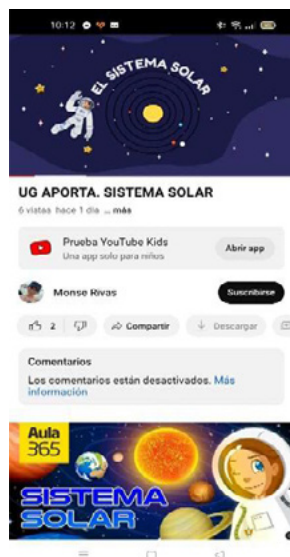 10:12
EL SISTEMA SOLAR
UG APORTA. SISTEMA SOLAR
6 vistas hace 1 día ... más
Prueba YouTube Kids
Una app solo para niños
Abrir app
Monse Rivas
Suscribirse
2
Compartir
Descargar
Comentarios
Los comentarios están desactivados. Más
información
Aula
365
SISTEMA
SOLAR